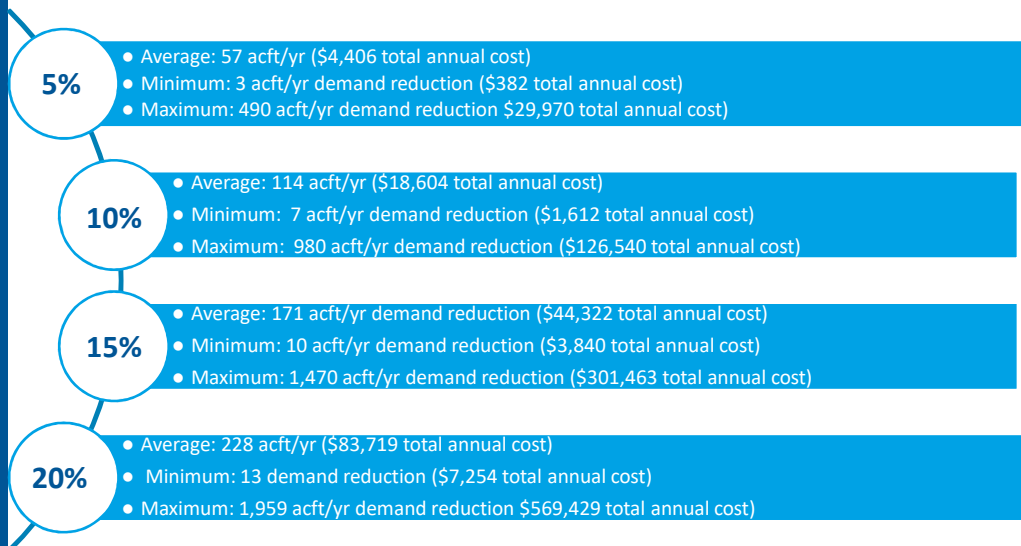 5%
● Average: 57 acft/yr ($4,406 total annual cost)
● Minimum: 3 acft/yr demand reduction ($382 total annual cost)
● Maximum: 490 acft/yr demand reduction $29,970 total annual cost)
10%
● Average: 114 acft/yr ($18,604 total annual cost)
● Minimum:  7 acft/yr demand reduction ($1,612 total annual cost)
● Maximum:  980 acft/yr demand reduction ($126,540 total annual cost)
15%
● Average: 171 acft/yr demand reduction ($44,322 total annual cost)
● Minimum: 10 acft/yr demand reduction ($3,840 total annual cost)
● Maximum: 1,470 acft/yr demand reduction ($301,463 total annual cost)
20%
● Average: 228 acft/yr ($83,719 total annual cost)
● Minimum: 13 demand reduction ($7,254 total annual cost)
● Maximum: 1,959 acft/yr demand reduction $569,429 total annual cost)